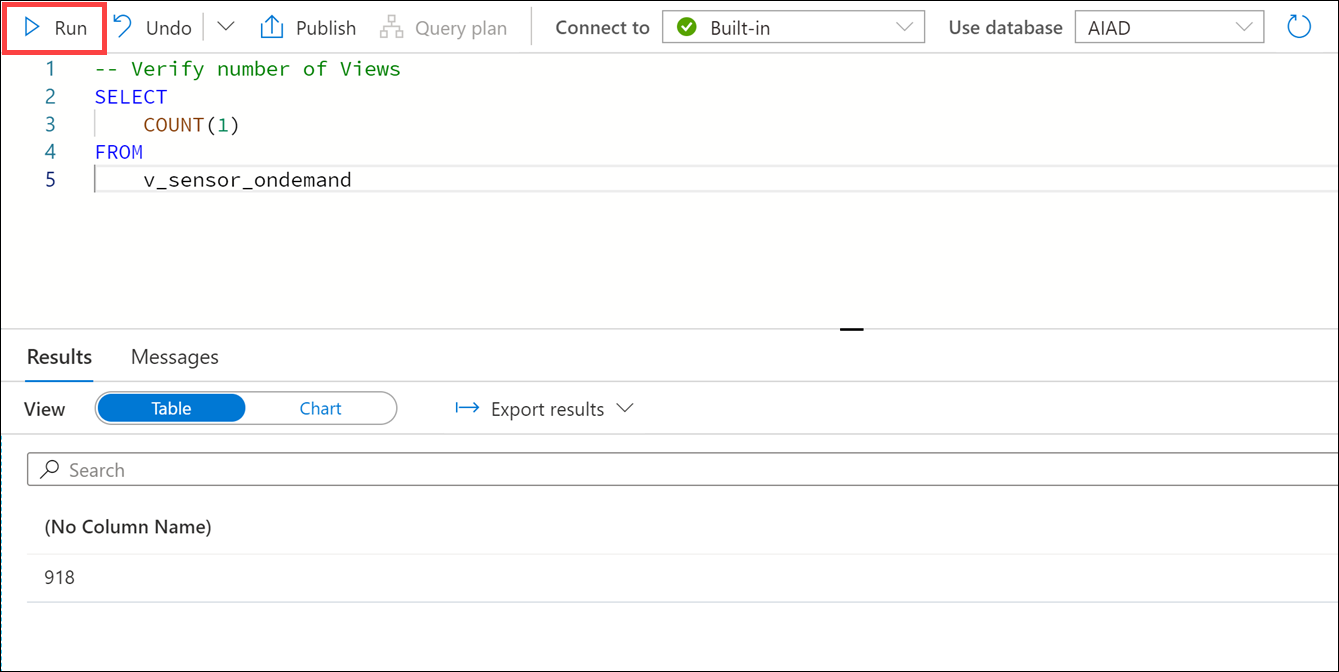 Run Undo Publish Query plan Connect to Built-in Use database AIAD
1 -- Verify number of Views
2 SELECT
3 COUNT(1)
4 FROM
5 v_sensor_ondemand
Results Messages
View Table Chart Export results
Search
(No Column Name)
918